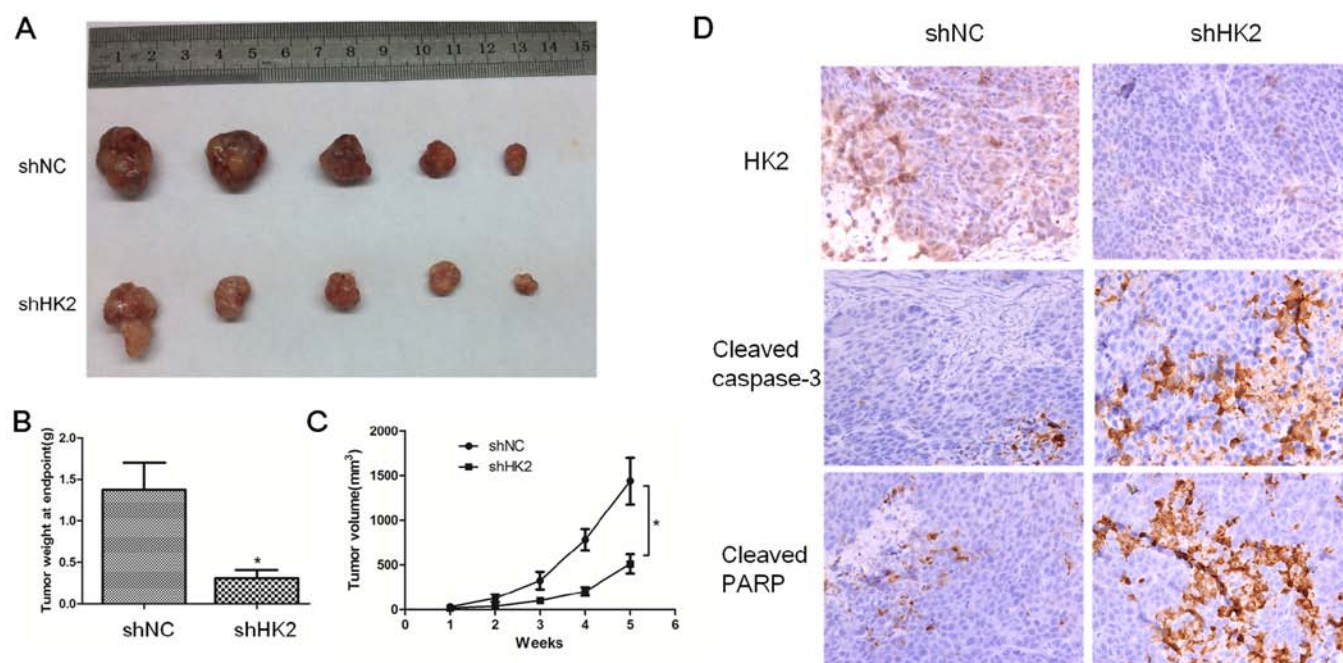 A
1 2 3 4 5 6 7 8 9 10 11 12 13 14 15
shNC
shHK2
B
Tumor weight at endpoint(g)
2.0
1.5
1.0
0.5
0.0
*
shNC
shHK2
C
Tumor volume(mm3)
2000
1500
1000
500
0
shNC
shHK2
*
0 1 2 3 4 5 6
Weeks
D
shNC shHK2
HK2
Cleaved
caspase-3
Cleaved
PARP